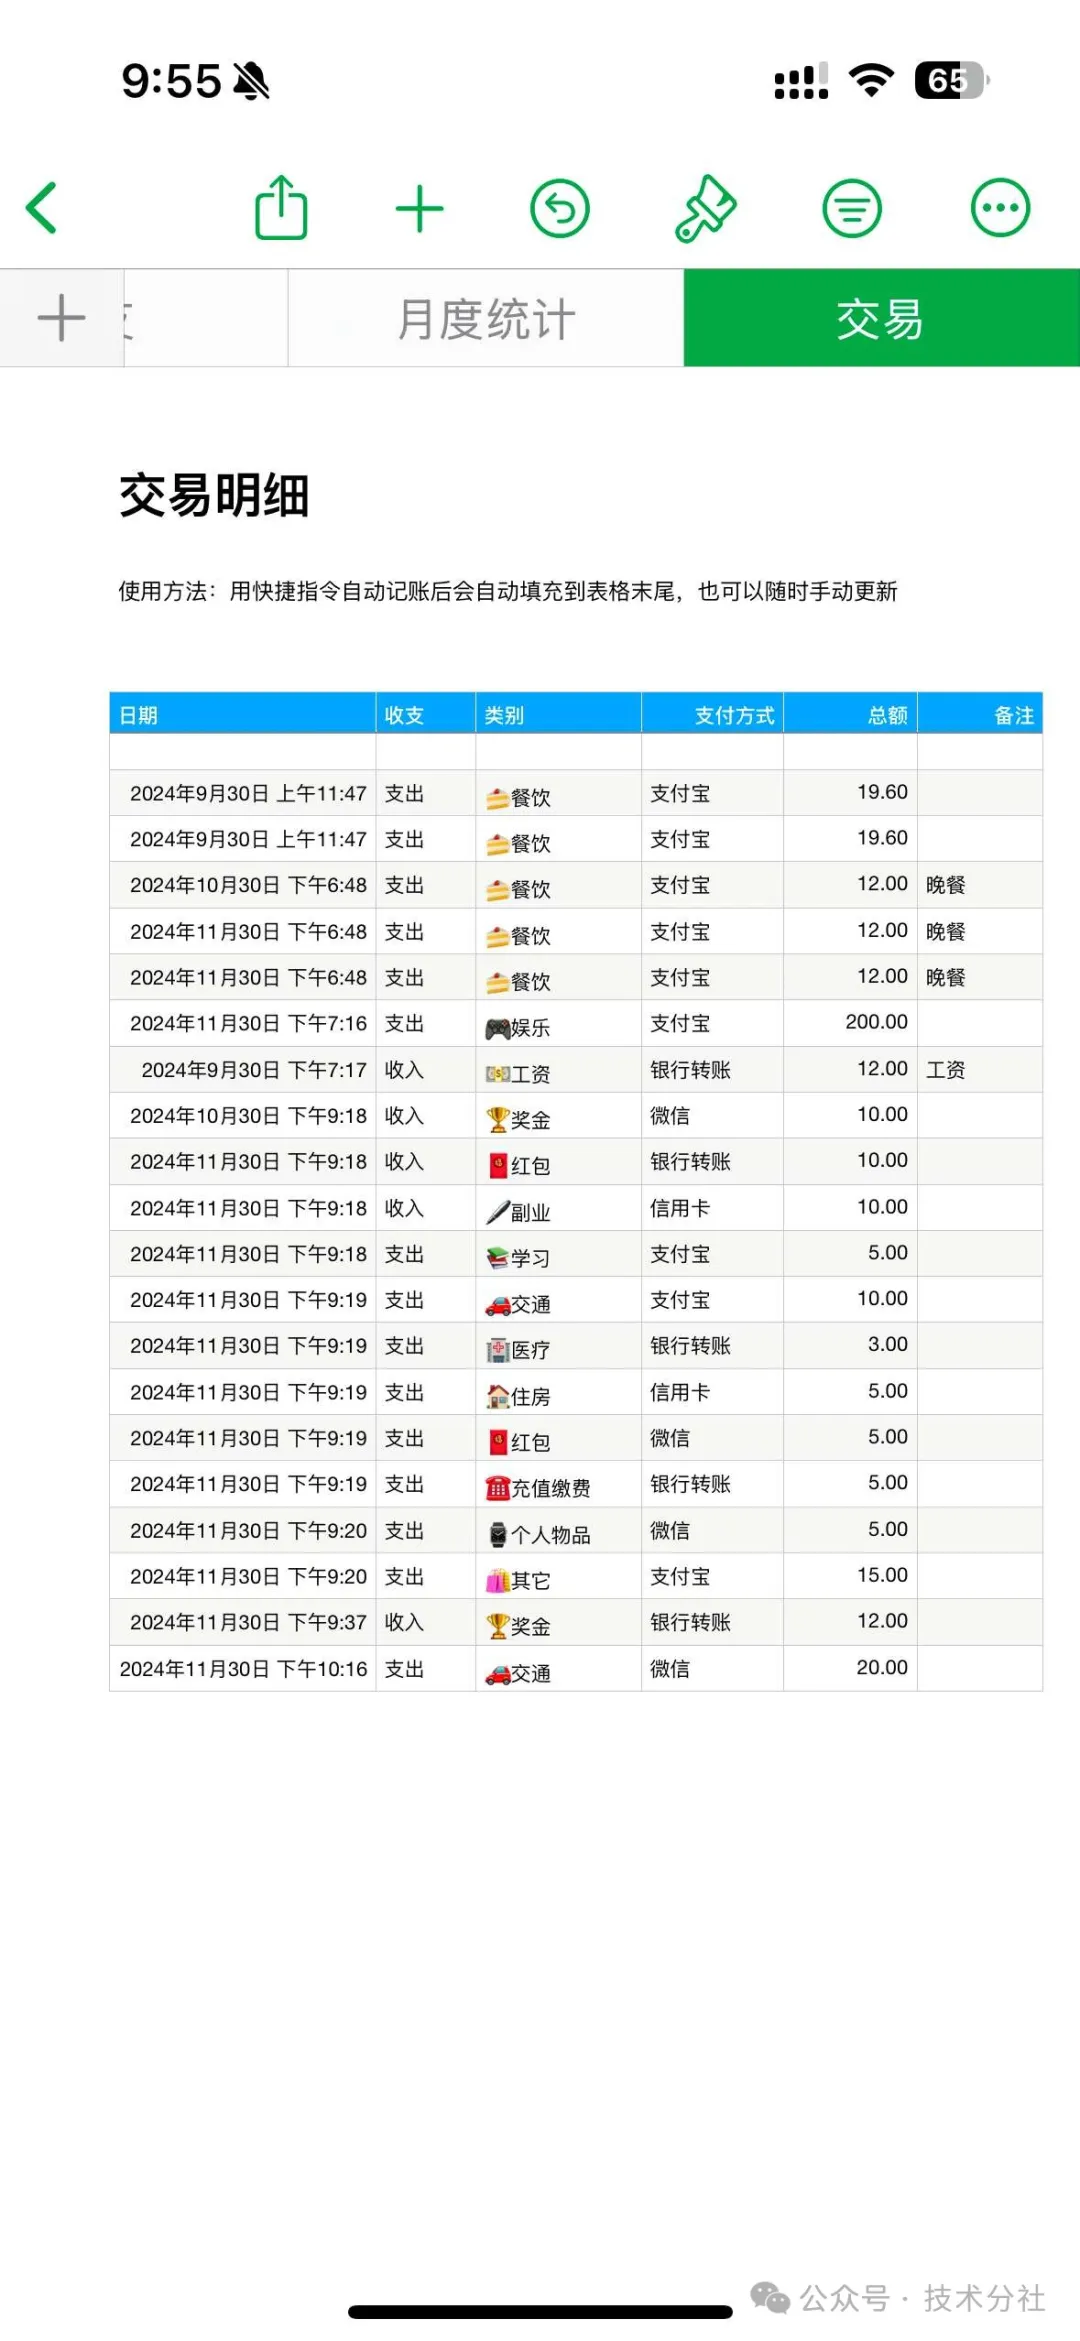 9:55
65
月度统计
交易
交易明细
使用方法：用快捷指令自动记账后会自动填充到表格末尾，也可以随时手动更新
日期 收支 类别 支付方式 总额 备注
2024年9月30日 上午11:47 支出 🍰餐饮 支付宝 19.60
2024年9月30日 上午11:47 支出 🍰餐饮 支付宝 19.60
2024年10月30日 下午6:48 支出 🍰餐饮 支付宝 12.00 晚餐
2024年11月30日 下午6:48 支出 🍰餐饮 支付宝 12.00 晚餐
2024年11月30日 下午6:48 支出 🍰餐饮 支付宝 12.00 晚餐
2024年11月30日 下午7:16 支出 🎮娱乐 支付宝 200.00
2024年9月30日 下午7:17 收入 💵工资 银行转账 12.00 工资
2024年10月30日 下午9:18 收入 🏆奖金 微信 10.00
2024年11月30日 下午9:18 收入 🧧红包 银行转账 10.00
2024年11月30日 下午9:18 收入 🖊️副业 信用卡 10.00
2024年11月30日 下午9:18 支出 📚学习 支付宝 5.00
2024年11月30日 下午9:19 支出 🚗交通 支付宝 10.00
2024年11月30日 下午9:19 支出 🏥医疗 银行转账 3.00
2024年11月30日 下午9:19 支出 🏠住房 信用卡 5.00
2024年11月30日 下午9:19 支出 🧧红包 微信 5.00
2024年11月30日 下午9:19 支出 ☎️充值缴费 银行转账 5.00
2024年11月30日 下午9:20 支出 ⌚个人物品 微信 5.00
2024年11月30日 下午9:20 支出 🛍️其它 支付宝 15.00
2024年11月30日 下午9:37 收入 🏆奖金 银行转账 12.00
2024年11月30日 下午10:16 支出 🚗交通 微信 20.00
公众号 · 技术分社